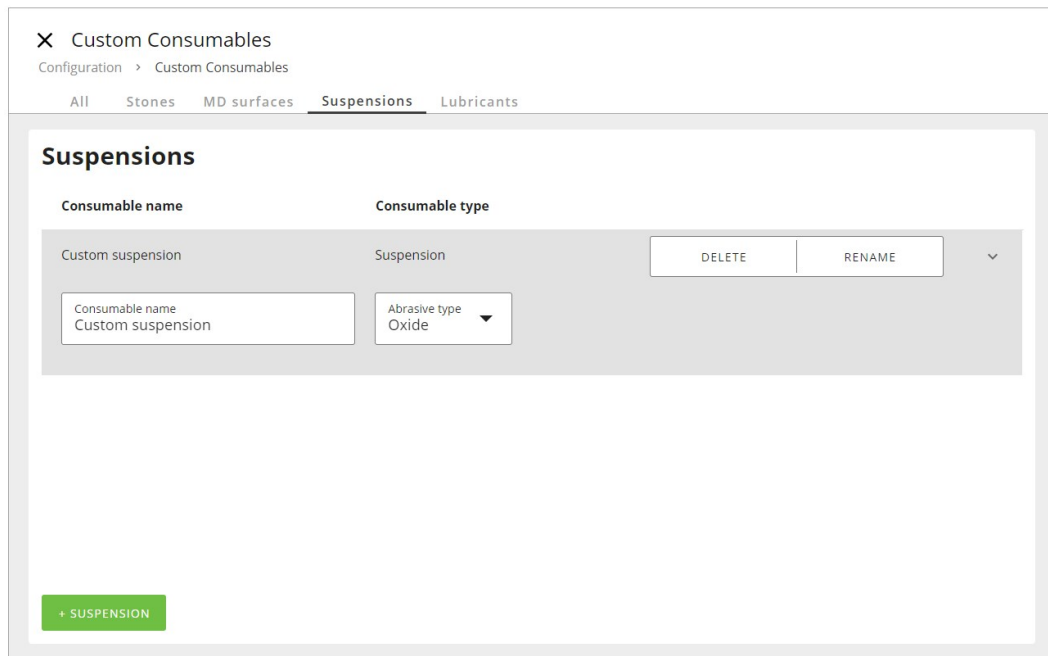 Custom Consumables
Configuration > Custom Consumables
All Stones MD surfaces Suspensions Lubricants
Suspensions
Consumable name Consumable type
Custom suspension Suspension DELETE RENAME
Consumable name Abrasive type
Custom suspension Oxide
+ SUSPENSION